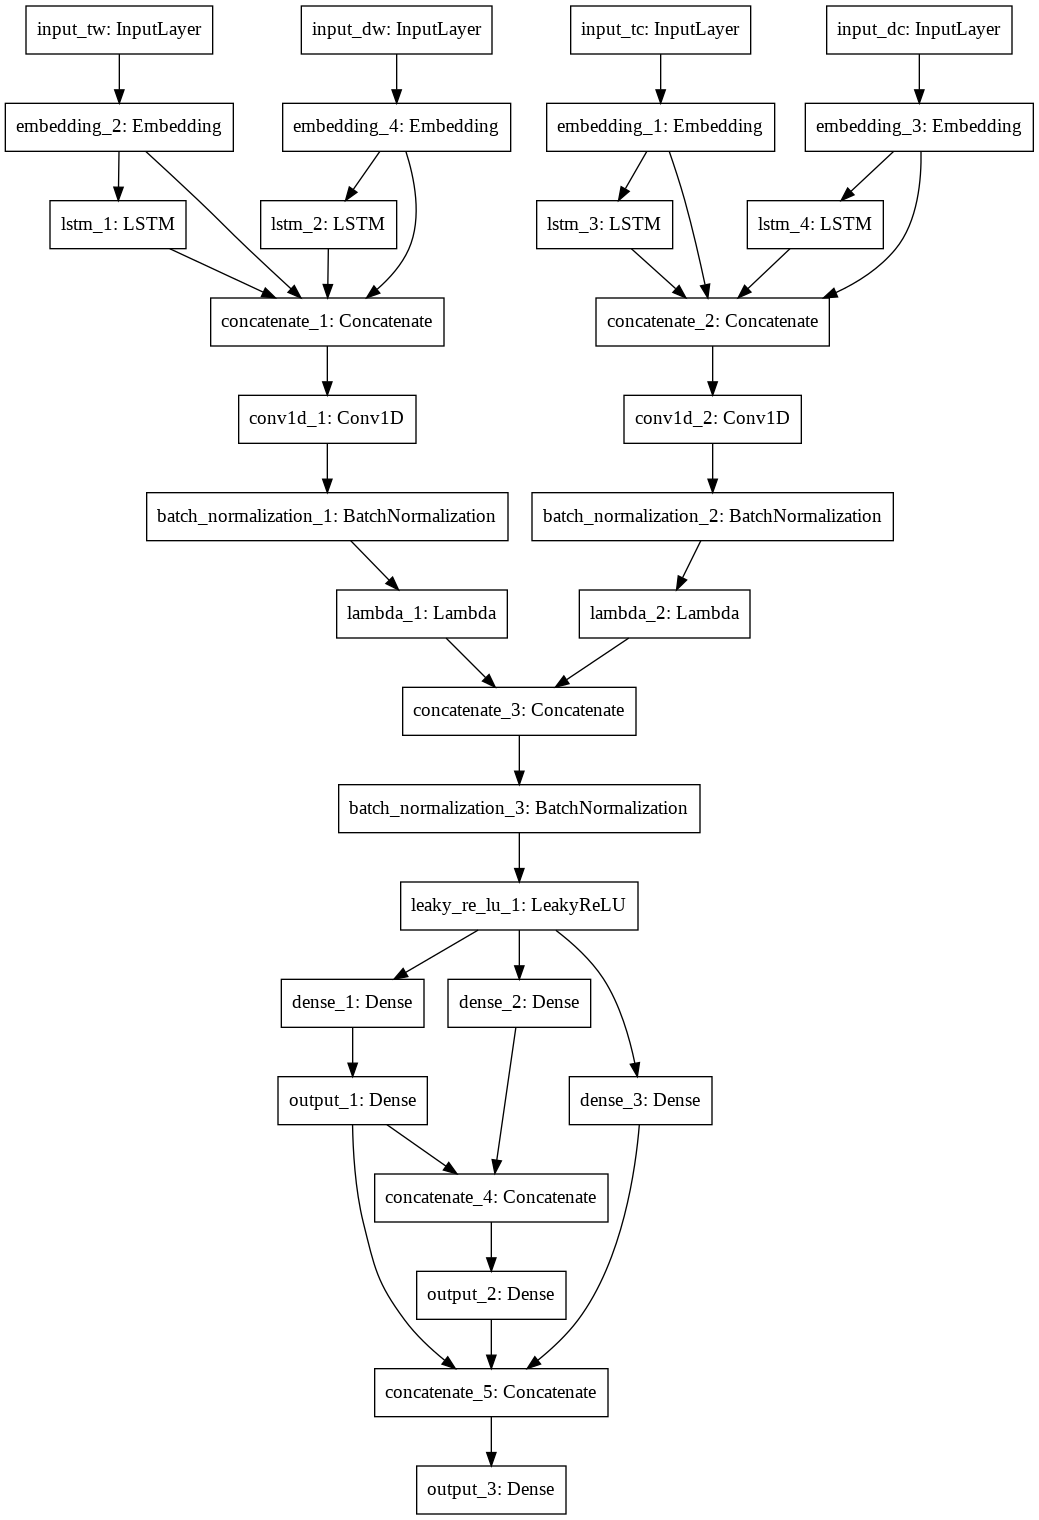 input_tw: InputLayer
input_dw: InputLayer
input_tc: InputLayer
input_dc: InputLayer
embedding_2: Embedding
embedding_4: Embedding
embedding_1: Embedding
embedding_3: Embedding
lstm_1: LSTM
lstm_2: LSTM
lstm_3: LSTM
lstm_4: LSTM
concatenate_1: Concatenate
concatenate_2: Concatenate
conv1d_1: Conv1D
conv1d_2: Conv1D
batch_normalization_1: BatchNormalization
batch_normalization_2: BatchNormalization
lambda_1: Lambda
lambda_2: Lambda
concatenate_3: Concatenate
batch_normalization_3: BatchNormalization
leaky_re_lu_1: LeakyReLU
dense_1: Dense
dense_2: Dense
output_1: Dense
dense_3: Dense
concatenate_4: Concatenate
output_2: Dense
concatenate_5: Concatenate
output_3: Dense